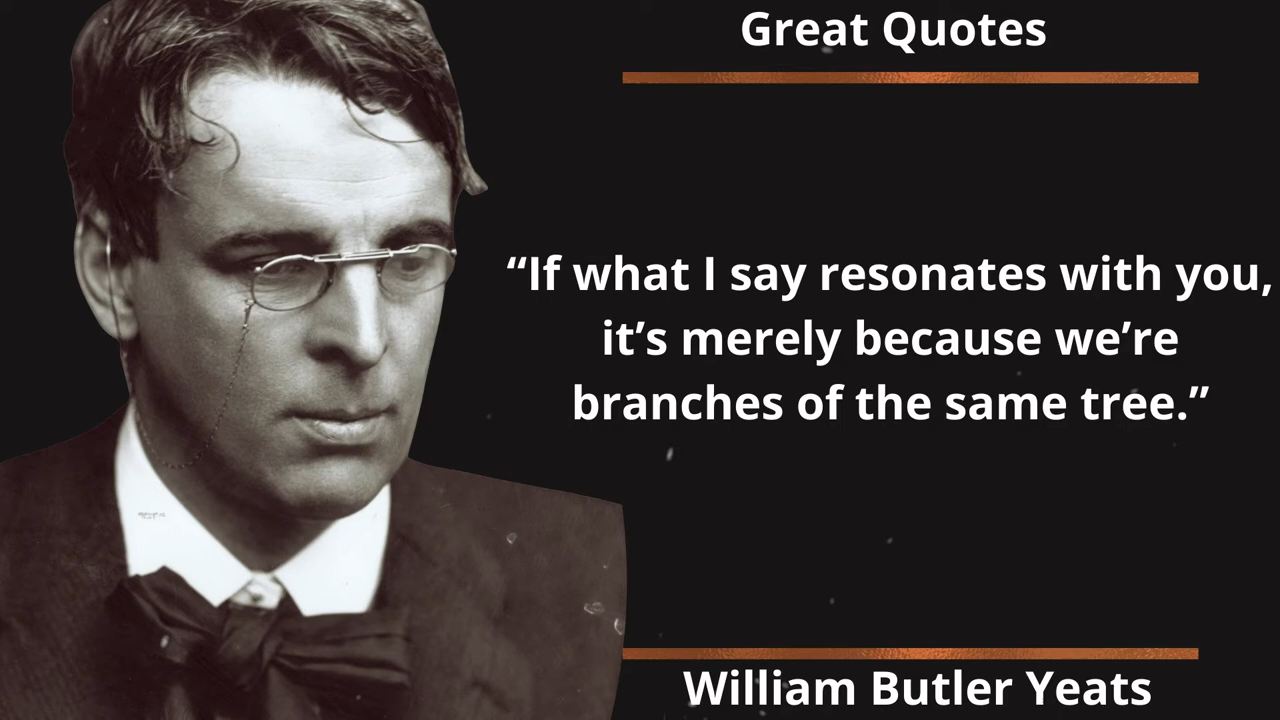 Great Quotes
“If what I say resonates with you,
it’s merely because we’re
branches of the same tree.”
William Butler Yeats